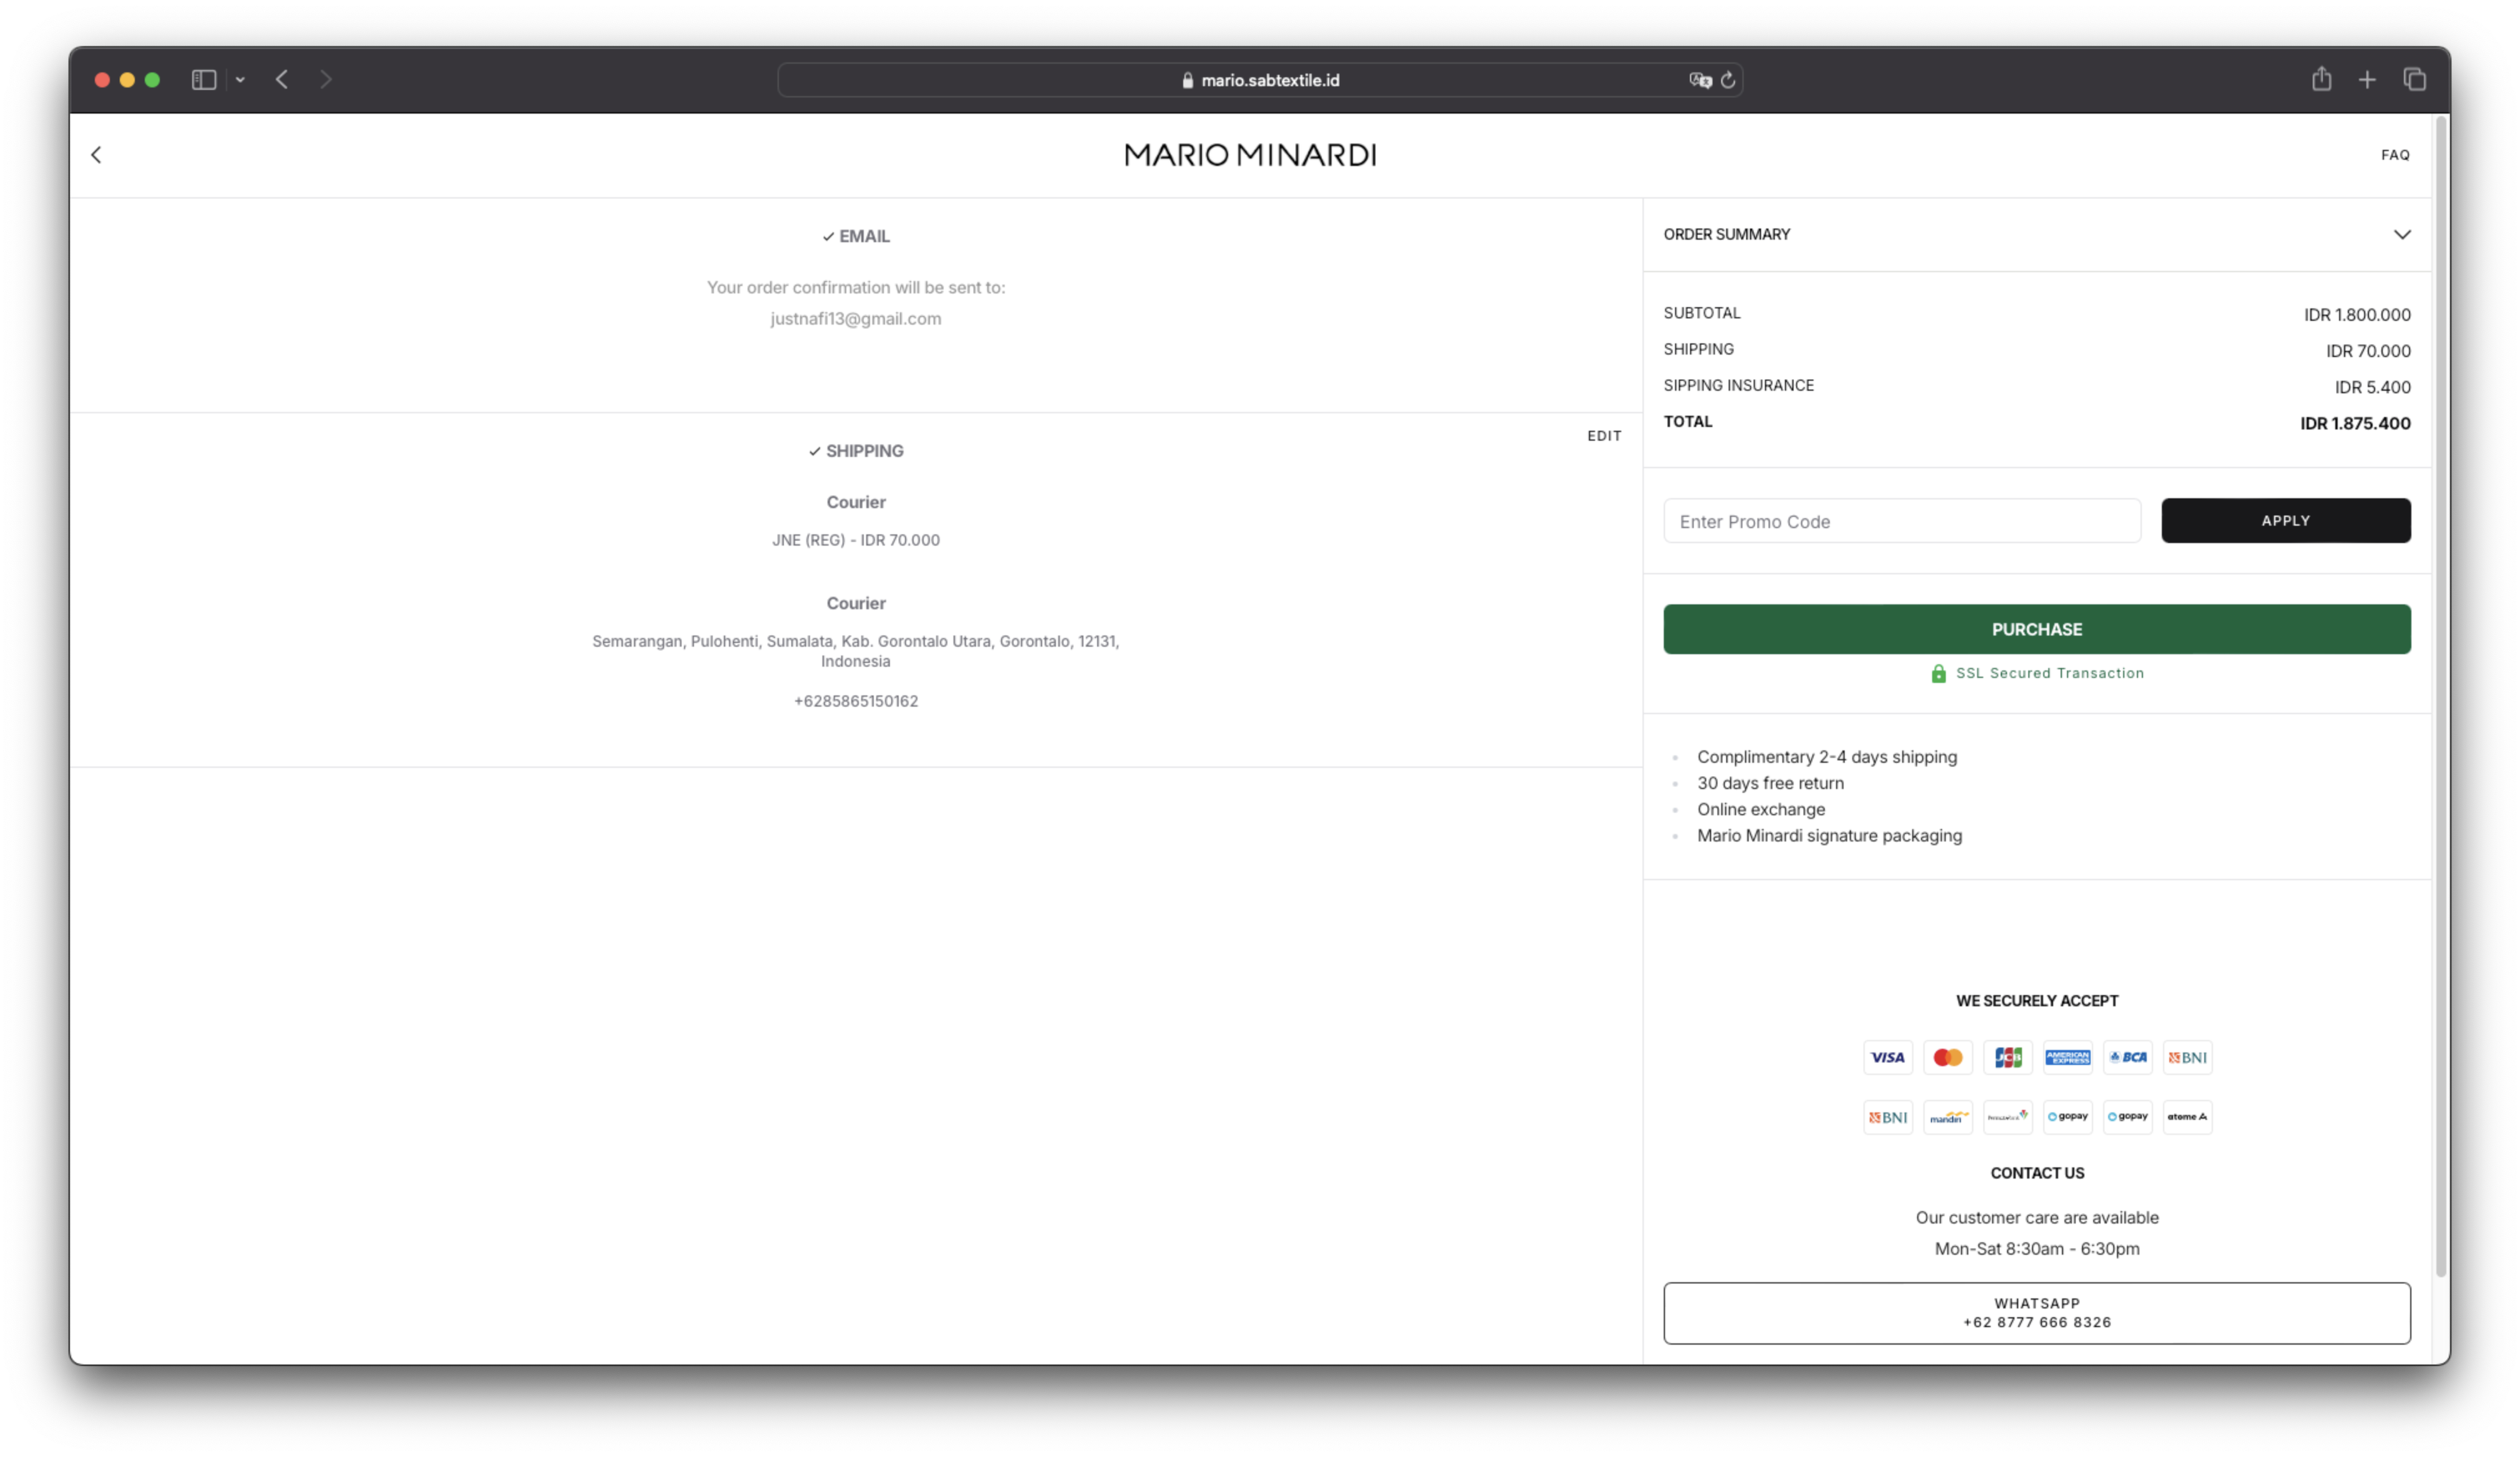 mario.sabtextile.id
MARIO MINARDI
FAQ
✓ EMAIL
Your order confirmation will be sent to:
justnafi13@gmail.com
EDIT
✓ SHIPPING
Courier
JNE (REG) - IDR 70.000
Courier
Semarangan, Pulohenti, Sumalata, Kab. Gorontalo Utara, Gorontalo, 12131,
Indonesia
+6285865150162
ORDER SUMMARY
SUBTOTAL IDR 1.800.000
SHIPPING IDR 70.000
SIPPING INSURANCE IDR 5.400
TOTAL IDR 1.875.400
Enter Promo Code APPLY
PURCHASE
SSL Secured Transaction
Complimentary 2-4 days shipping
30 days free return
Online exchange
Mario Minardi signature packaging
WE SECURELY ACCEPT
VISA JCB AMERICAN EXPRESS BCA BNI
BNI mandiri gopay gopay atome A
CONTACT US
Our customer care are available
Mon-Sat 8:30am - 6:30pm
WHATSAPP
+62 8777 666 8326